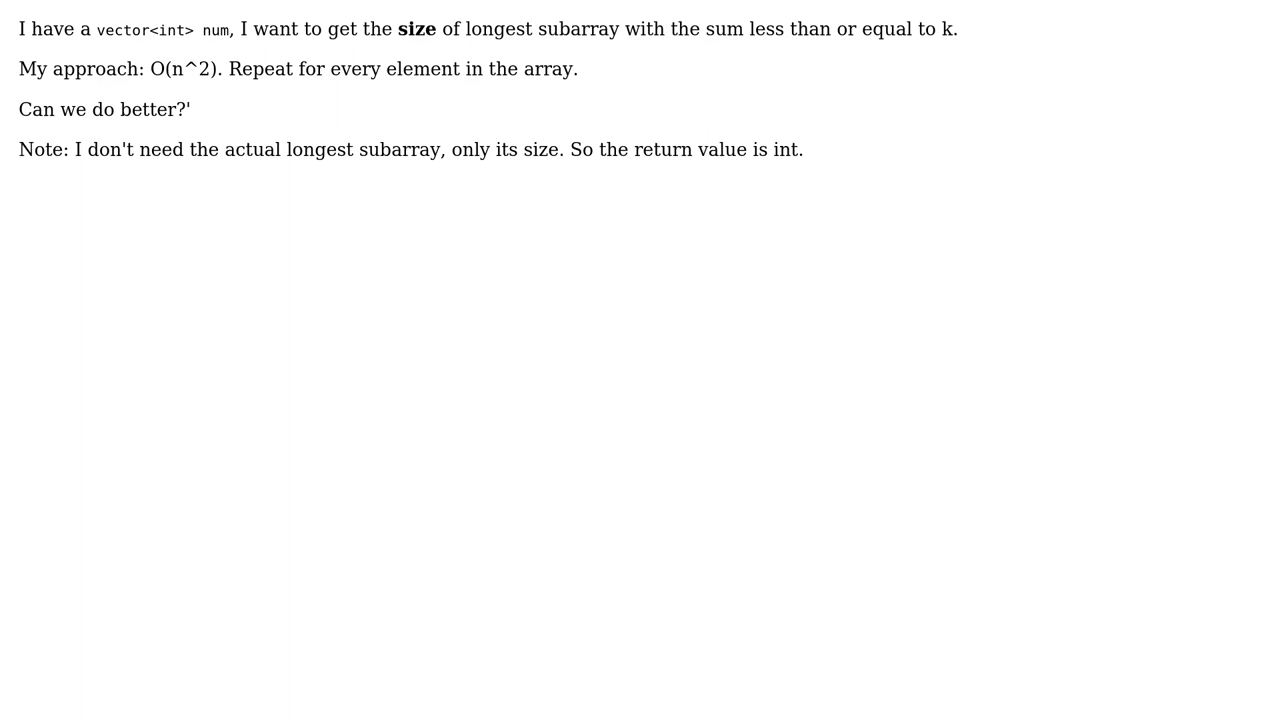 I have a vector<int> num, I want to get the size of longest subarray with the sum less than or equal to k.
My approach: O(n^2). Repeat for every element in the array.
Can we do better?'
Note: I don't need the actual longest subarray, only its size. So the return value is int.